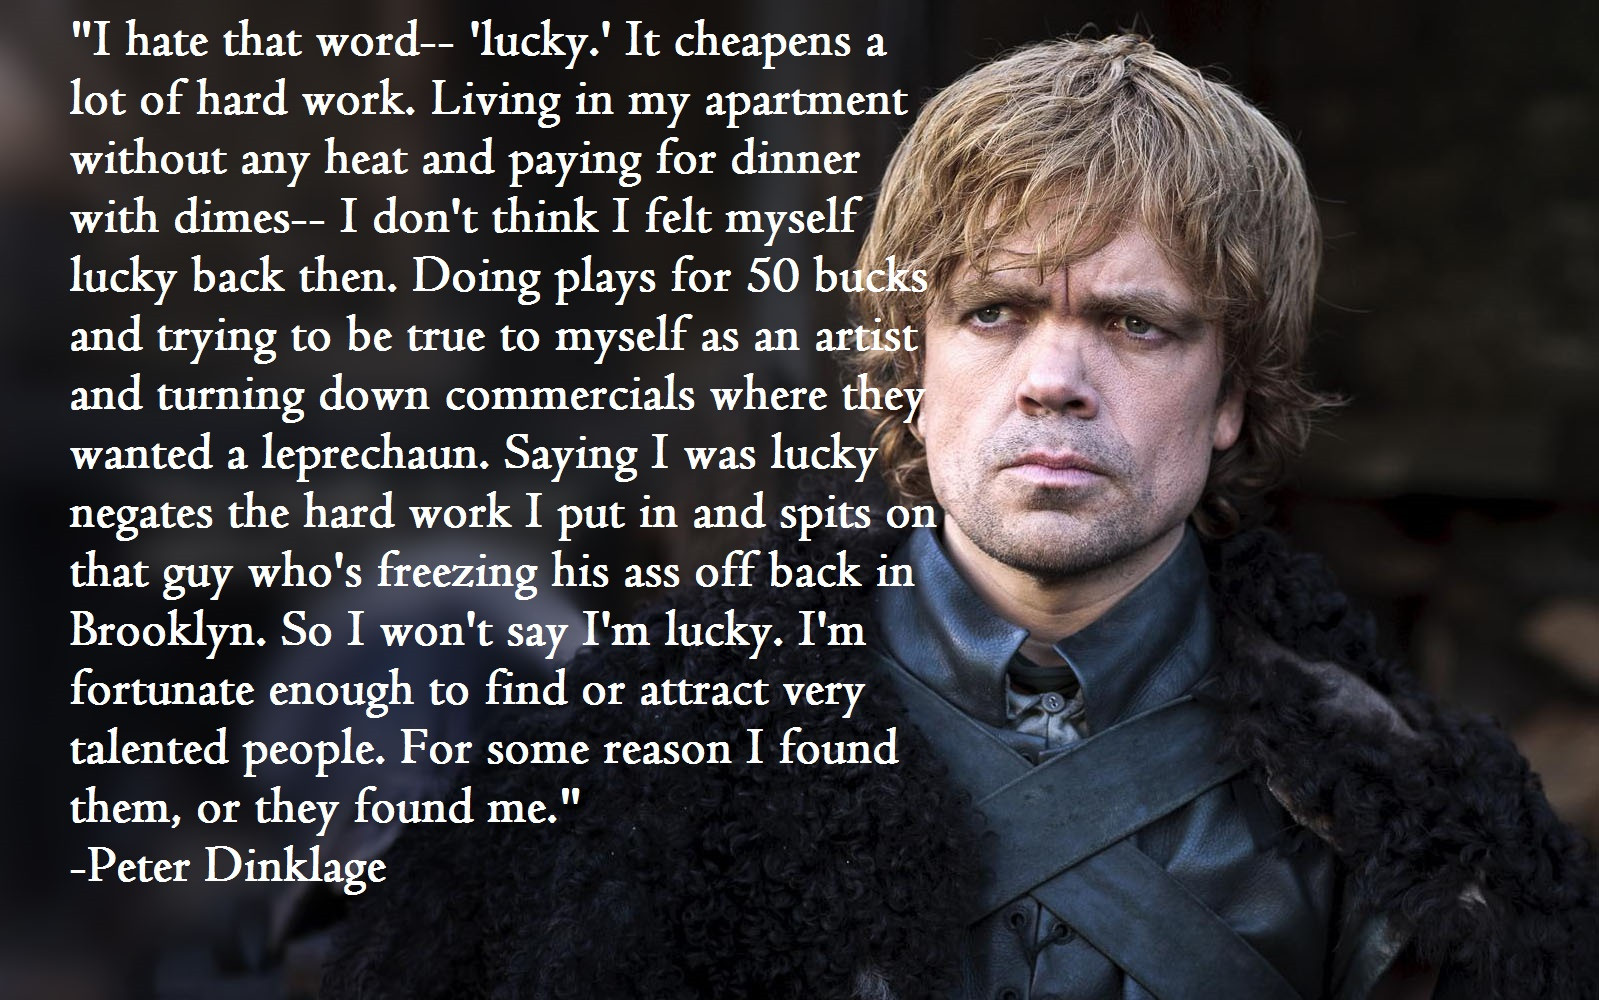 "I hate that word-- 'lucky.' It cheapens a
lot of hard work. Living in my apartment
without any heat and paying for dinner
with dimes-- I don't think I felt myself
lucky back then. Doing plays for 50 bucks
and trying to be true to myself as an artist
and turning down commercials where they
wanted a leprechaun. Saying I was lucky
negates the hard work I put in and spits on
that guy who's freezing his ass off back in
Brooklyn. So I won't say I'm lucky. I'm
fortunate enough to find or attract very
talented people. For some reason I found
them, or they found me."
-Peter Dinklage